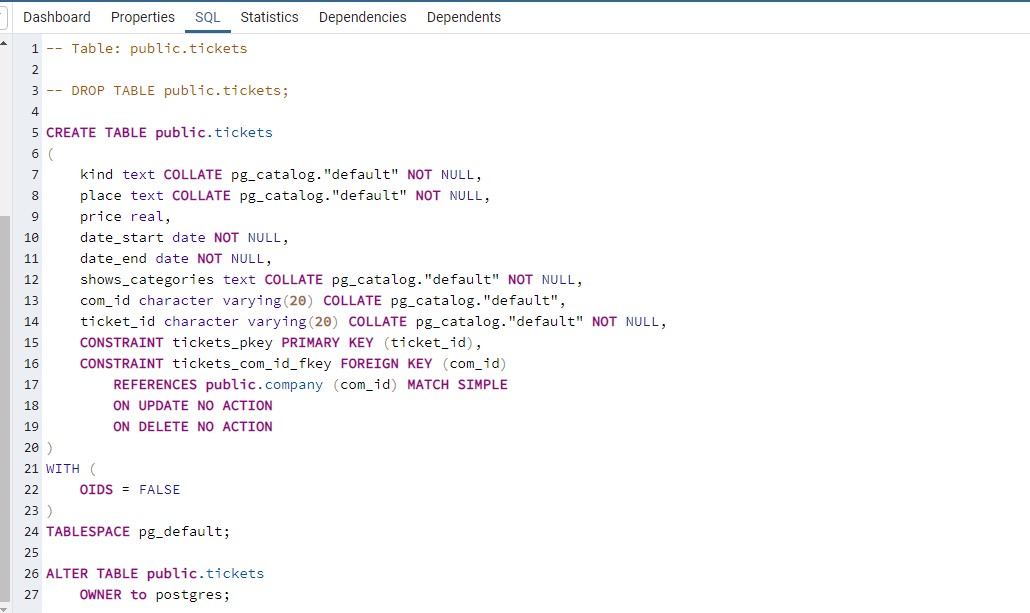 Dashboard Properties SQL Statistics Dependencies Dependents
1 -- Table: public.tickets
2
3 -- DROP TABLE public.tickets;
4
5 CREATE TABLE public.tickets
6 (
7 kind text COLLATE pg_catalog."default" NOT NULL,
8 place text COLLATE pg_catalog."default" NOT NULL,
9 price real,
10 date_start date NOT NULL,
11 date_end date NOT NULL,
12 shows_categories text COLLATE pg_catalog."default" NOT NULL,
13 com_id character varying(20) COLLATE pg_catalog."default",
14 ticket_id character varying(20) COLLATE pg_catalog."default" NOT NULL,
15 CONSTRAINT tickets_pkey PRIMARY KEY (ticket_id),
16 CONSTRAINT tickets_com_id_fkey FOREIGN KEY (com_id)
17 REFERENCES public.company (com_id) MATCH SIMPLE
18 ON UPDATE NO ACTION
19 ON DELETE NO ACTION
20 )
21 WITH (
22 OIDS = FALSE
23 )
24 TABLESPACE pg_default;
25
26 ALTER TABLE public.tickets
27 OWNER to postgres;